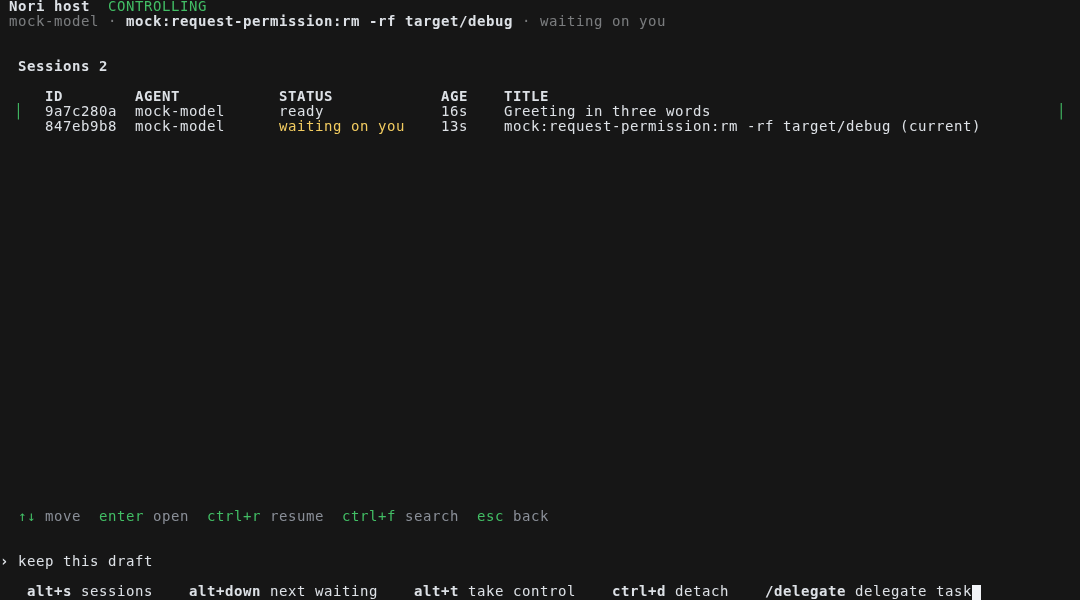 Nori host  CONTROLLING
mock-model · mock:request-permission:rm -rf target/debug · waiting on you
Sessions 2
ID  AGENT  STATUS  AGE  TITLE
9a7c280a  mock-model  ready  16s  Greeting in three words
847eb9b8  mock-model  waiting on you  13s  mock:request-permission:rm -rf target/debug (current)
↑↓ move  enter open  ctrl+r resume  ctrl+f search  esc back
› keep this draft
alt+s sessions  alt+down next waiting  alt+t take control  ctrl+d detach  /delegate delegate task